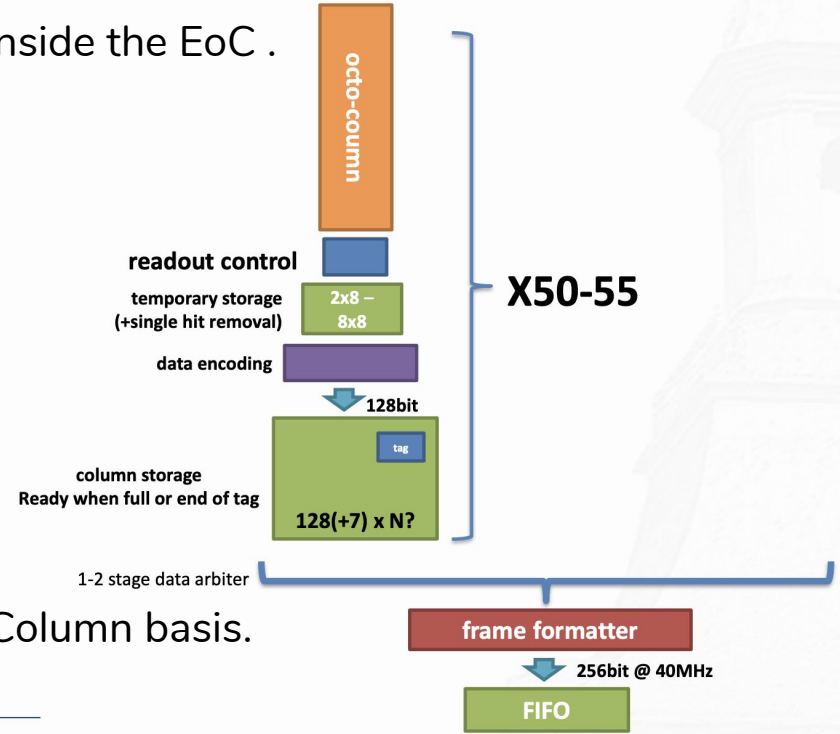 nside the EoC .
octo-coumn
readout control
temporary storage
(+single hit removal)
2x8 –
8x8
X50-55
data encoding
128bit
tag
column storage
Ready when full or end of tag
128(+7) x N?
1-2 stage data arbiter
Column basis.
frame formatter
256bit @ 40MHz
FIFO